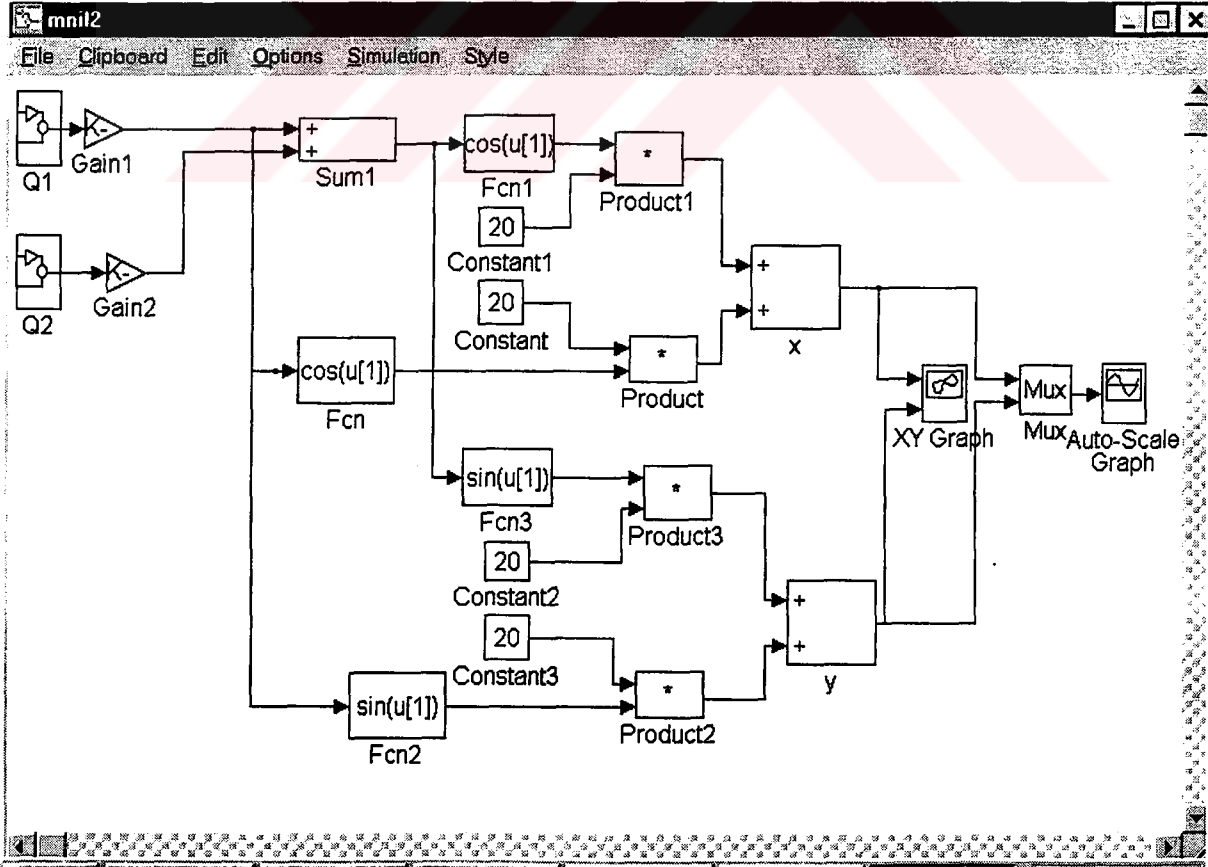 mnil2
File Clipboard Edit Options Simulation Style
Q1
K-
Gain1
+
+
Sum1
cos(u[1])
Fcn1
*
Product1
20
Constant1
Q2
K-
Gain2
20
Constant
cos(u[1])
Fcn
*
Product
+
+
x
XY Graph
Mux
Mux
Auto-Scale
Graph
sin(u[1])
Fcn3
*
Product3
20
Constant2
20
Constant3
+
+
y
sin(u[1])
Fcn2
*
Product2